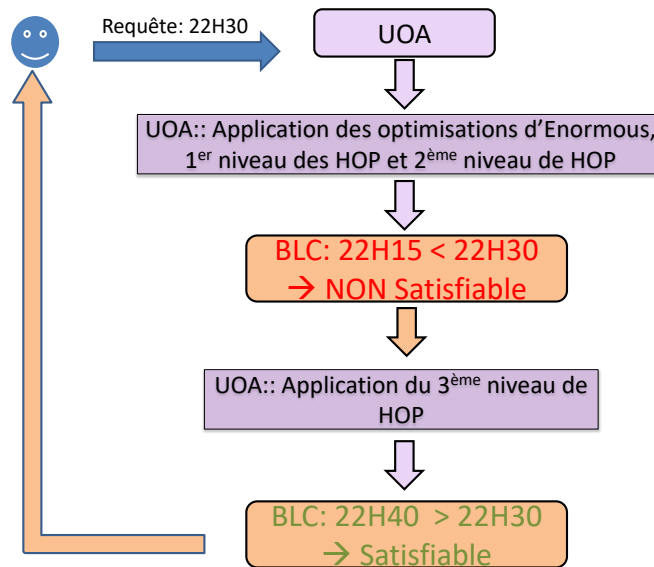 Requête: 22H30
UOA
UOA:: Application des optimisations d’Enormous,
1er niveau des HOP et 2ème niveau de HOP
BLC: 22H15 < 22H30
→ NON Satisfiable
UOA:: Application du 3ème niveau de
HOP
BLC: 22H40 > 22H30
→ Satisfiable